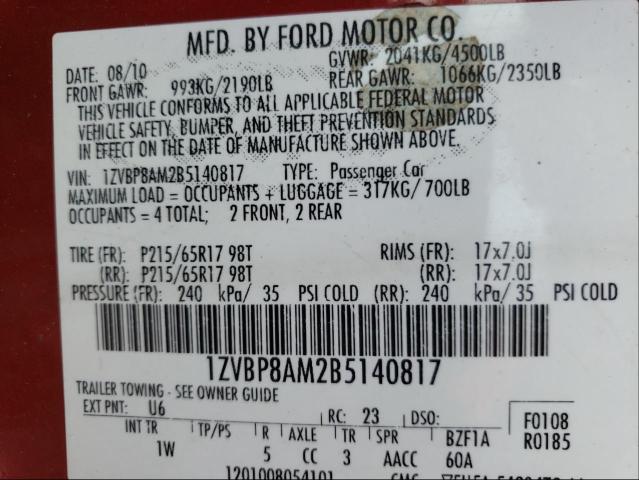 MFD. BY FORD MOTOR CO.
DATE: 08/10 GVWR: 2041KG/4500LB
FRONT GAWR: 993KG/2190LB REAR GAWR: 1066KG/2350LB
THIS VEHICLE CONFORMS TO ALL APPLICABLE FEDERAL MOTOR
VEHICLE SAFETY, BUMPER, AND THEFT PREVENTION STANDARDS
IN EFFECT ON THE DATE OF MANUFACTURE SHOWN ABOVE.
VIN: 1ZVBP8AM2B5140817 TYPE: Passenger Car
MAXIMUM LOAD = OCCUPANTS + LUGGAGE = 317KG/700LB
OCCUPANTS = 4 TOTAL; 2 FRONT, 2 REAR
TIRE (FR): P215/65R17 98T RIMS (FR): 17x7.0J
(RR): P215/65R17 98T (RR): 17x7.0J
PRESSURE (FR): 240 kPa/ 35 PSI COLD (RR): 240 kPa/ 35 PSI COLD
1ZVBP8AM2B5140817
TRAILER TOWING - SEE OWNER GUIDE
EXT PNT: U6 RC: 23 DSO: F0108
INT TR TP/PS R AXLE TR SPR BZF1A R0185
1W 5 CC 3 AACC 60A
1201008054101